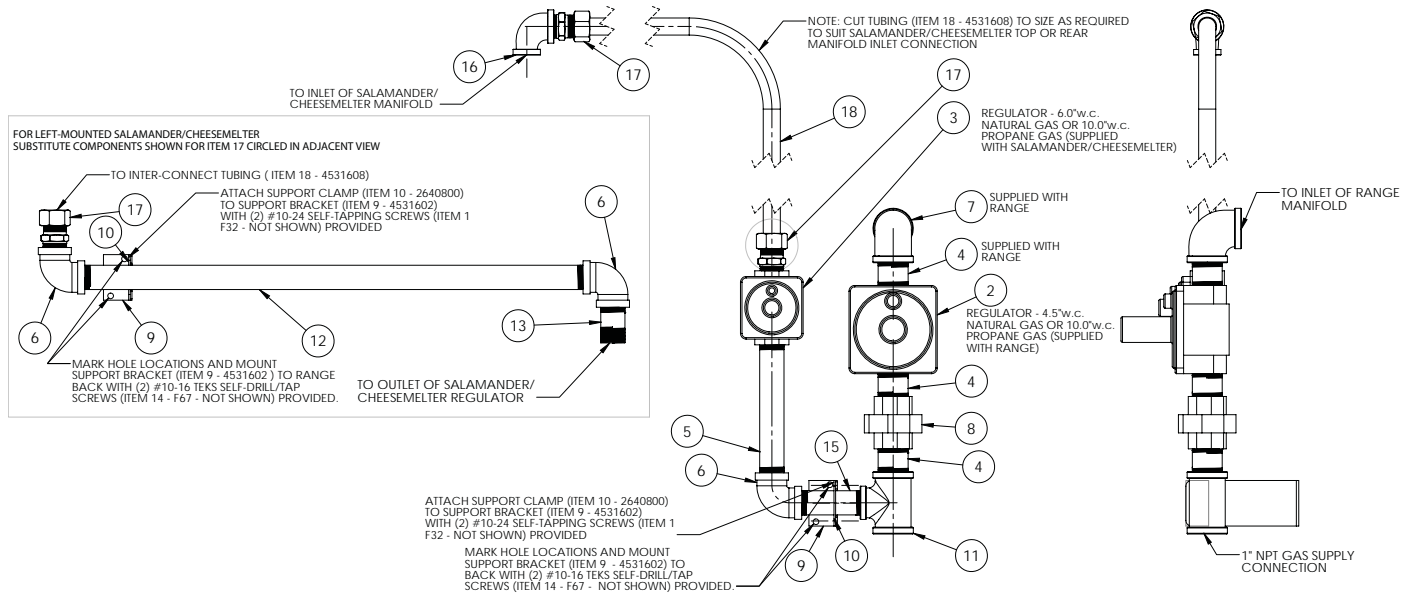 NOTE: CUT TUBING (ITEM 18 - 4531608) TO SIZE AS REQUIRED
TO SUIT SALAMANDER/CHEESEMELTER TOP OR REAR
MANIFOLD INLET CONNECTION
16
17
TO INLET OF SALAMANDER/
CHEESEMELTER MANIFOLD
17
18
3
REGULATOR - 6.0"w.c.
NATURAL GAS OR 10.0"w.c.
PROPANE GAS (SUPPLIED
WITH SALAMANDER/CHEESEMELTER)
FOR LEFT-MOUNTED SALAMANDER/CHEESEMELTER
SUBSTITUTE COMPONENTS SHOWN FOR ITEM 17 CIRCLED IN ADJACENT VIEW
TO INTER-CONNECT TUBING ( ITEM 18 - 4531608)
ATTACH SUPPORT CLAMP (ITEM 10 - 2640800)
TO SUPPORT BRACKET (ITEM 9 - 4531602)
WITH (2) #10-24 SELF-TAPPING SCREWS (ITEM 1
F32 - NOT SHOWN) PROVIDED
17
10
6
6
9
12
13
MARK HOLE LOCATIONS AND MOUNT
SUPPORT BRACKET (ITEM 9 - 4531602 ) TO RANGE
BACK WITH (2) #10-16 TEKS SELF-DRILL/TAP
SCREWS (ITEM 14 - F67 - NOT SHOWN) PROVIDED.
TO OUTLET OF SALAMANDER/
CHEESEMELTER REGULATOR
17
7
SUPPLIED WITH
RANGE
4
SUPPLIED WITH
RANGE
2
REGULATOR - 4.5"w.c.
NATURAL GAS OR 10.0"w.c.
PROPANE GAS (SUPPLIED
WITH RANGE)
TO INLET OF RANGE
MANIFOLD
4
8
5
15
4
6
ATTACH SUPPORT CLAMP (ITEM 10 - 2640800)
TO SUPPORT BRACKET (ITEM 9 - 4531602)
WITH (2) #10-24 SELF-TAPPING SCREWS (ITEM 1
F32 - NOT SHOWN) PROVIDED
9
10
11
MARK HOLE LOCATIONS AND MOUNT
SUPPORT BRACKET (ITEM 9 - 4531602) TO
BACK WITH (2) #10-16 TEKS SELF-DRILL/TAP
SCREWS (ITEM 14 - F67 - NOT SHOWN) PROVIDED.
1" NPT GAS SUPPLY
CONNECTION